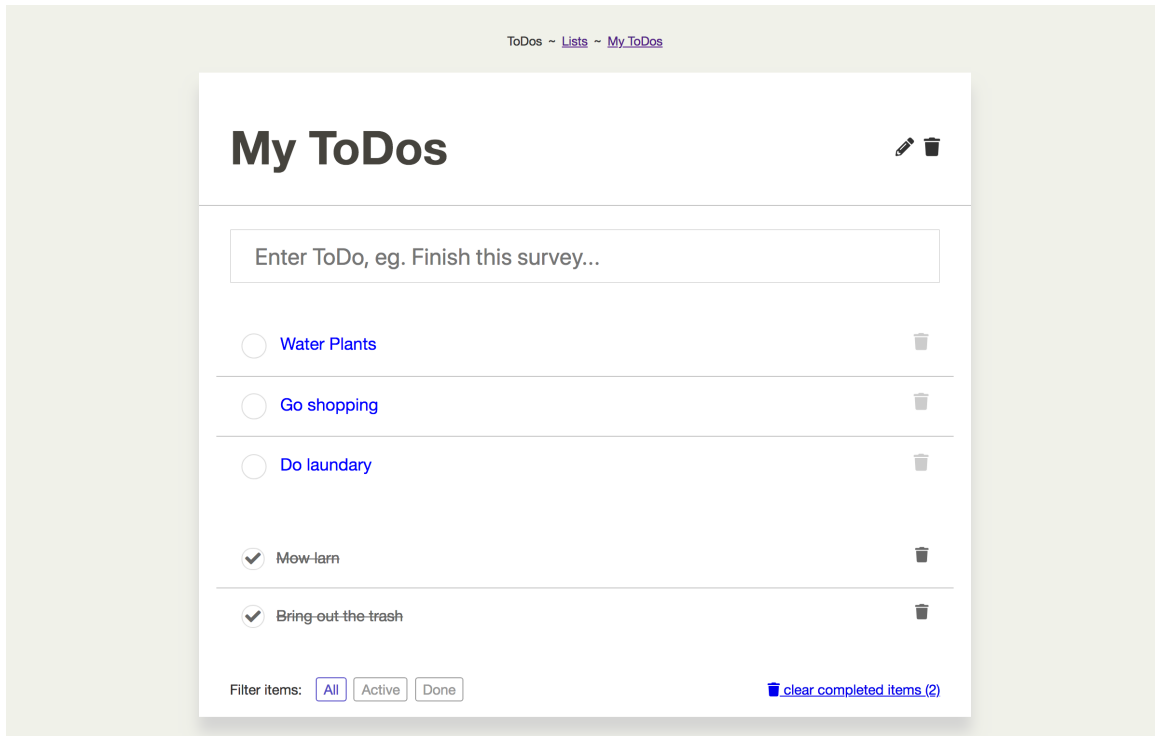 ToDos ~ Lists ~ My ToDos
My ToDos
Enter ToDo, eg. Finish this survey...
Water Plants
Go shopping
Do laundary
Mow larn
Bring out the trash
Filter items: All Active Done clear completed items (2)